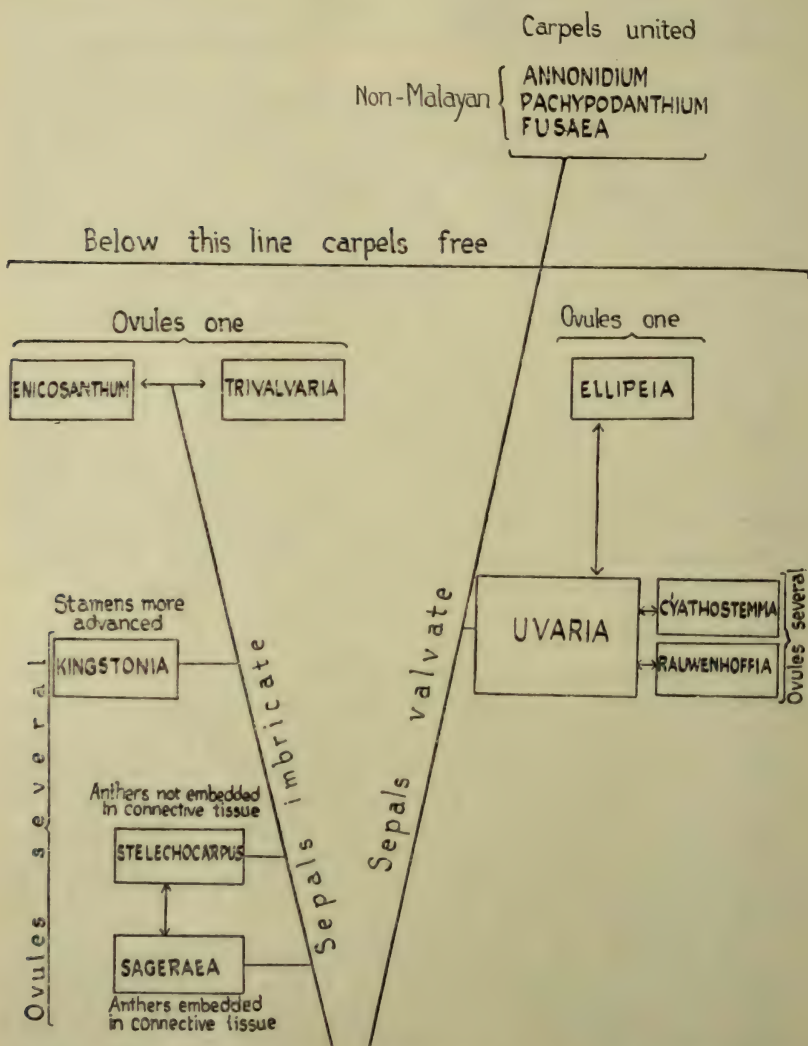 Carpels united
Non-Malayan
ANNONIDIUM
PACHYPODANTHIUM
FUSAEA
Below this line carpels free
Ovules one
Ovules one
ENICOSANTHUM
TRIVALVARIA
ELLIPEIA
Stamens more
advanced
KINGSTONIA
UVARIA
CYATHOSTEMMA
RAUWENHOFFIA
Ovules several
Sepals imbricate
Sepals valvate
Anthers not embedded
in connective tissue
STELECHOCARPUS
SAGERAEA
Anthers embedded
in connective tissue
Ovules several